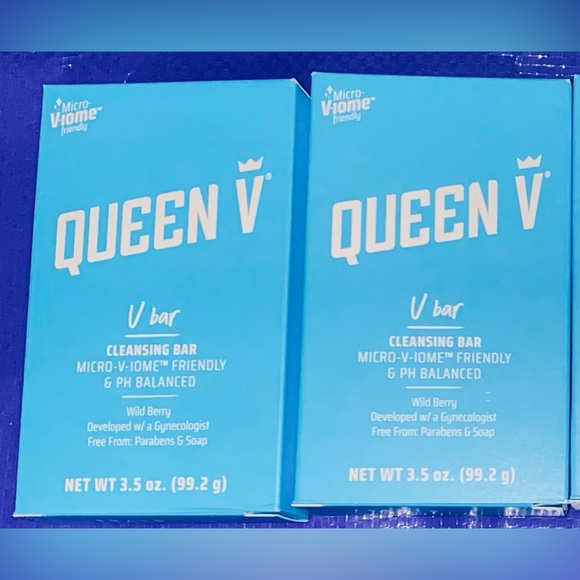 Micro-
V-iome™
friendly
QUEEN V®
V bar
CLEANSING BAR
MICRO-V-IOME™ FRIENDLY
& PH BALANCED
Wild Berry
Developed w/ a Gynecologist
Free From: Parabens & Soap
NET WT 3.5 oz. (99.2 g)
Micro-
V-iome™
friendly
QUEEN V®
V bar
CLEANSING BAR
MICRO-V-IOME™ FRIENDLY
& PH BALANCED
Wild Berry
Developed w/ a Gynecologist
Free From: Parabens & Soap
NET WT 3.5 oz. (99.2 g)